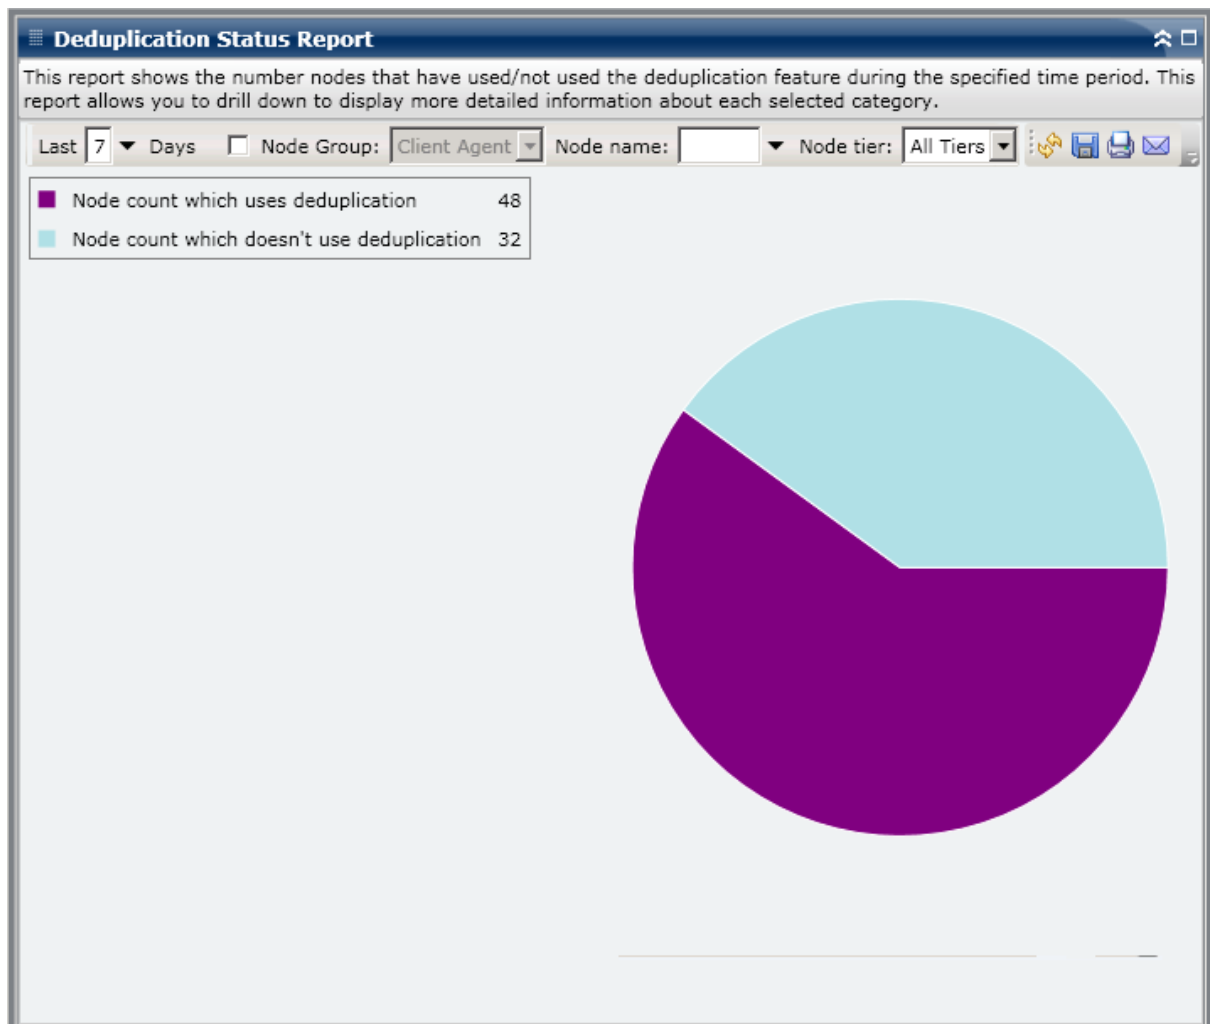 Deduplication Status Report
This report shows the number nodes that have used/not used the deduplication feature during the specified time period. This
report allows you to drill down to display more detailed information about each selected category.
Last 7 Days Node Group: Client Agent Node name: Node tier: All Tiers
Node count which uses deduplication 48
Node count which doesn't use deduplication 32